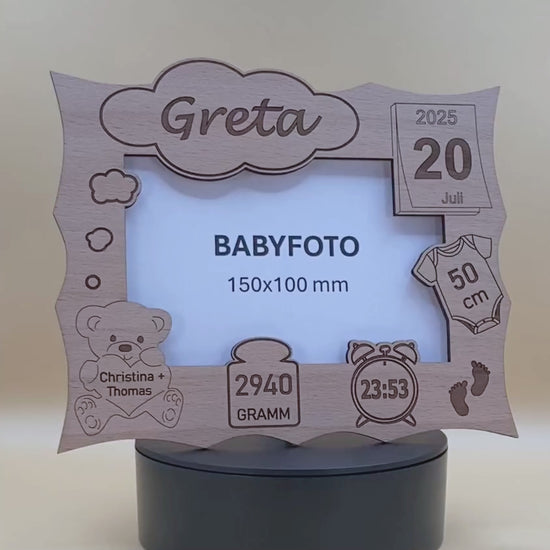 Greta
2025
20
Juli
BABYFOTO
150x100 mm
50
cm
Christina +
Thomas
2940
GRAMM
23:53